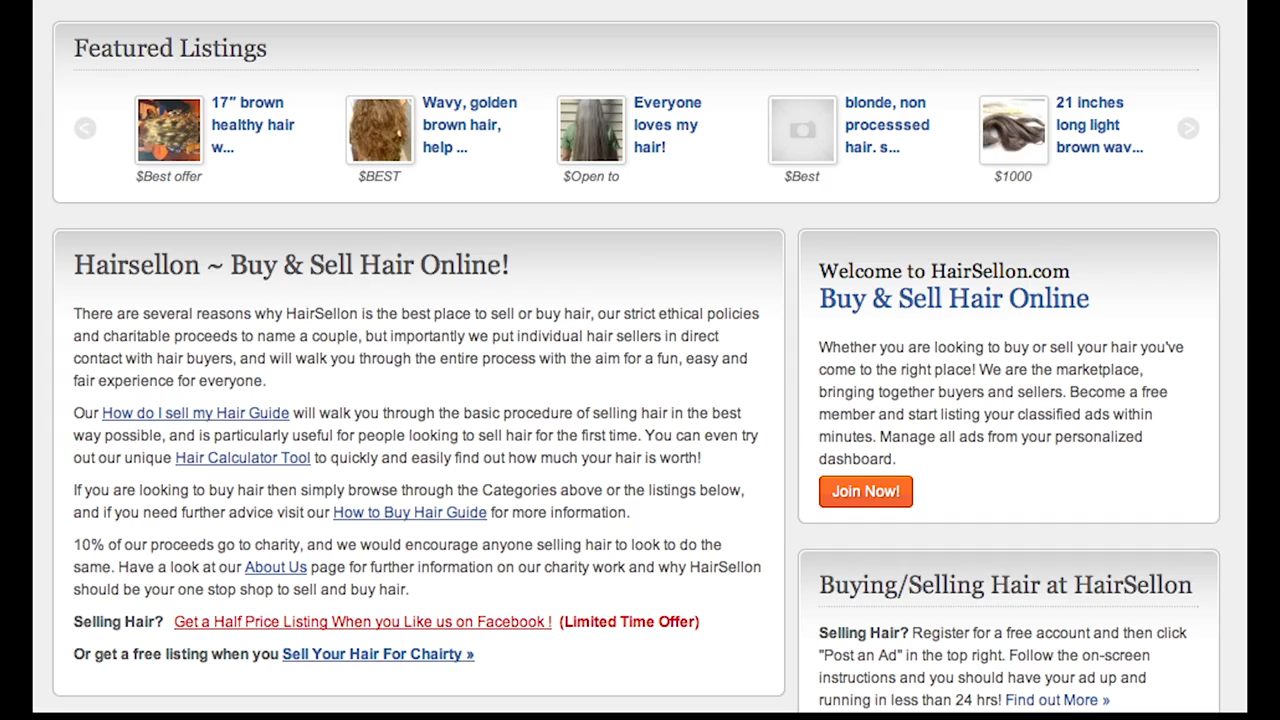 Featured Listings
<
17” brown
healthy hair
w...
$Best offer
Wavy, golden
brown hair,
help ...
$BEST
Everyone
loves my
hair!
$Open to
blonde, non
processsed
hair. s...
$Best
21 inches
long light
brown wav...
$1000
>
Hairsellon ~ Buy & Sell Hair Online!
There are several reasons why HairSellon is the best place to sell or buy hair, our strict ethical policies
and charitable proceeds to name a couple, but importantly we put individual hair sellers in direct
contact with hair buyers, and will walk you through the entire process with the aim for a fun, easy and
fair experience for everyone.
Our How do I sell my Hair Guide will walk you through the basic procedure of selling hair in the best
way possible, and is particularly useful for people looking to sell hair for the first time. You can even try
out our unique Hair Calculator Tool to quickly and easily find out how much your hair is worth!
If you are looking to buy hair then simply browse through the Categories above or the listings below,
and if you need further advice visit our How to Buy Hair Guide for more information.
10% of our proceeds go to charity, and we would encourage anyone selling hair to look to do the
same. Have a look at our About Us page for further information on our charity work and why HairSellon
should be your one stop shop to sell and buy hair.
Selling Hair? Get a Half Price Listing When you Like us on Facebook ! (Limited Time Offer)
Or get a free listing when you Sell Your Hair For Chairty »
Welcome to HairSellon.com
Buy & Sell Hair Online
Whether you are looking to buy or sell your hair you've
come to the right place! We are the marketplace,
bringing together buyers and sellers. Become a free
member and start listing your classified ads within
minutes. Manage all ads from your personalized
dashboard.
Join Now!
Buying/Selling Hair at HairSellon
Selling Hair? Register for a free account and then click
"Post an Ad" in the top right. Follow the on-screen
instructions and you should have your ad up and
running in less than 24 hrs! Find out More »